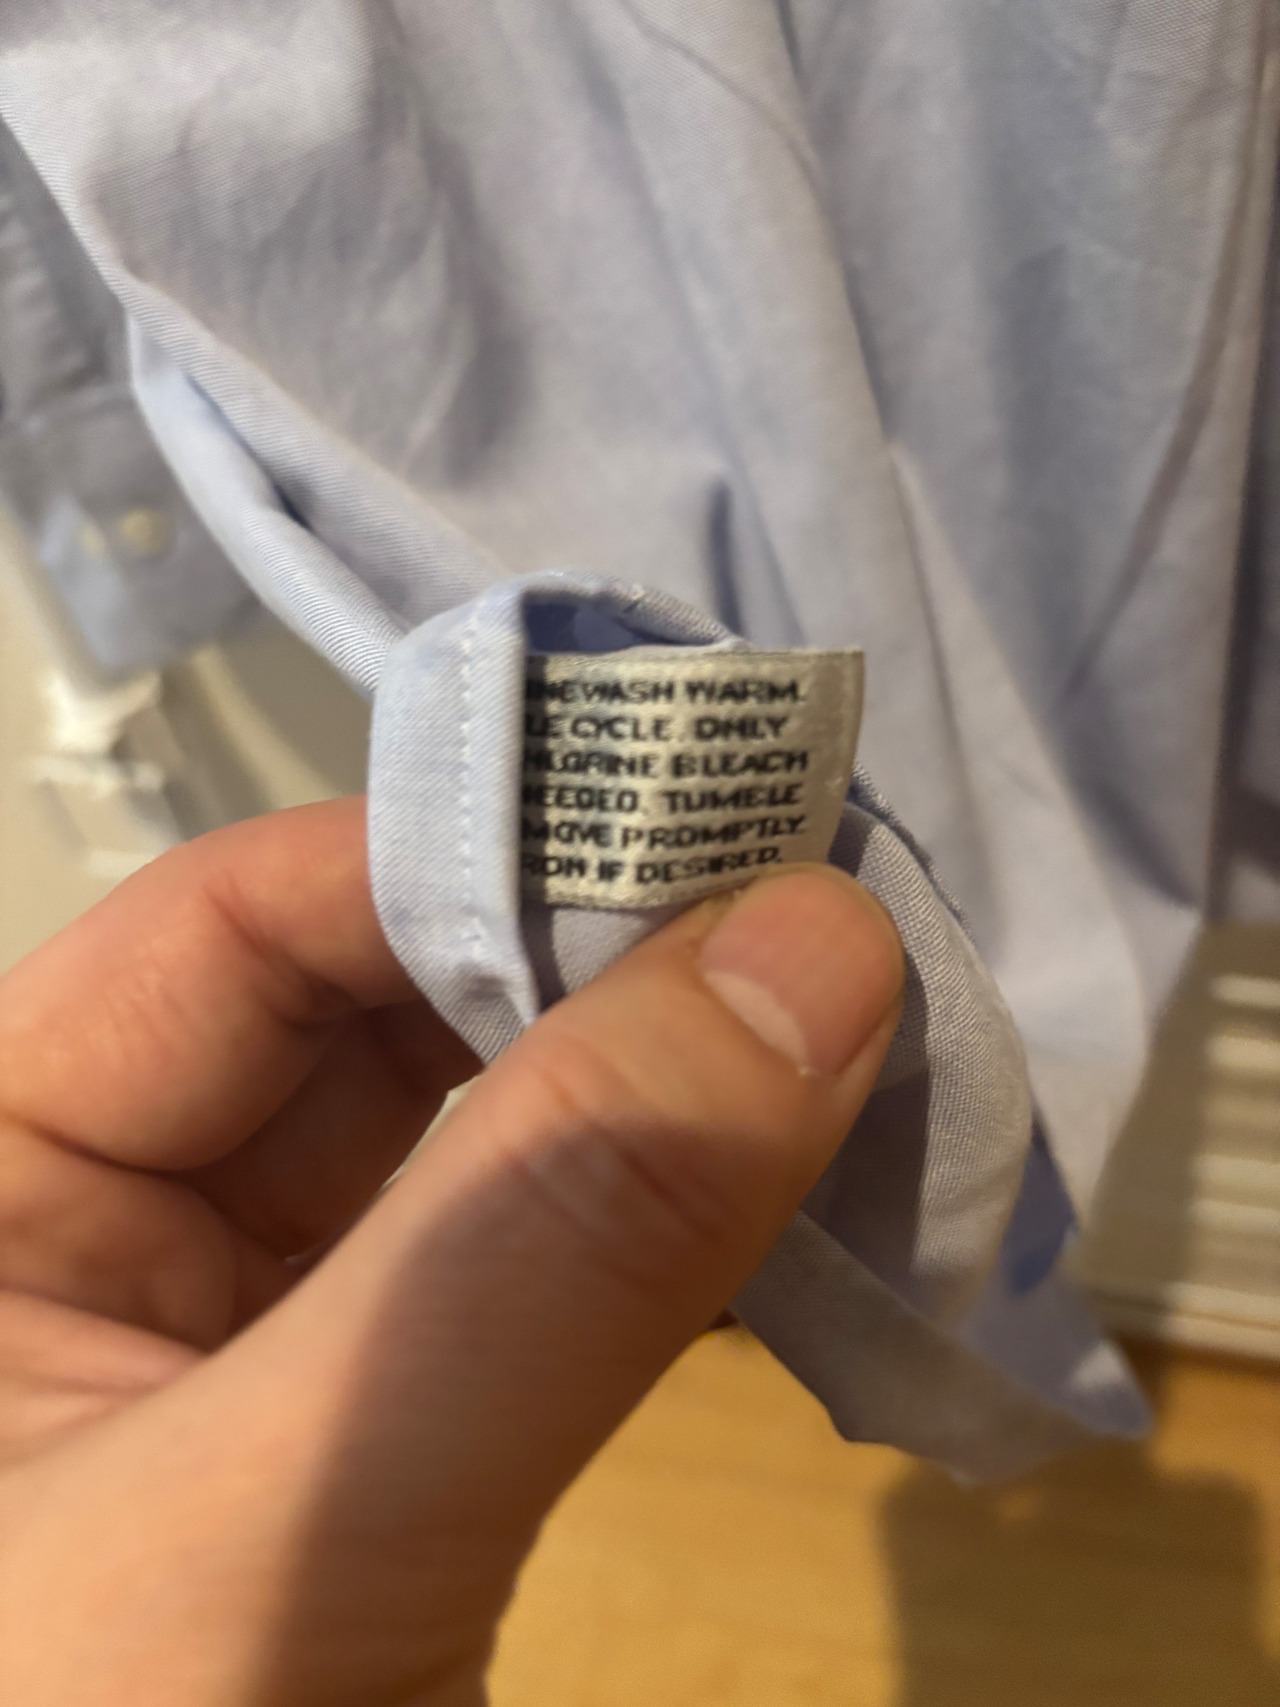 INEWASH WARM.
LE CYCLE. ONLY
HLORINE BLEACH
NEEDED. TUMBLE
MOVE PROMPTLY.
RON IF DESIRED.